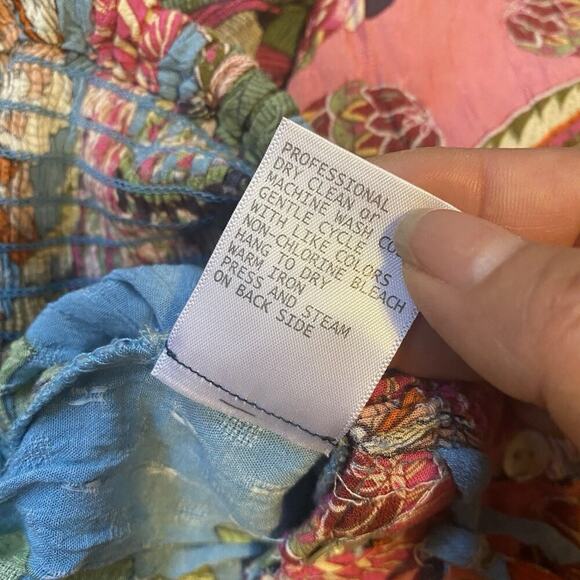 PROFESSIONAL
DRY CLEAN or
MACHINE WASH CO
GENTLE CYCLE
WITH LIKE COLORS
NON-CHLORINE BLEACH
HANG TO DRY
WARM IRON
PRESS AND STEAM
ON BACK SIDE